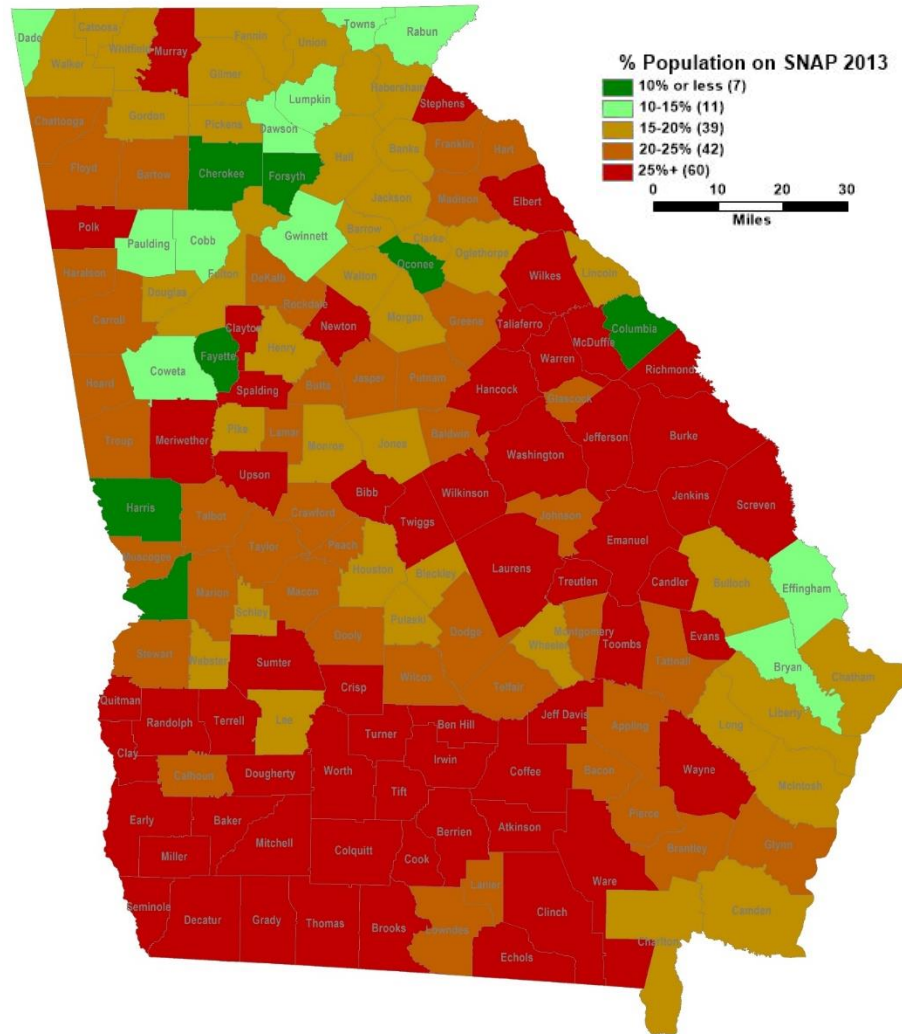 % Population on SNAP 2013
10% or less (7)
10-15% (11)
15-20% (39)
20-25% (42)
25%+ (60)
0 10 20 30
Miles
Dade
Catoosa
Whitfield
Murray
Fannin
Union
Towns
Rabun
Walker
Gilmer
Lumpkin
Habersham
Stephens
Chattooga
Gordon
Pickens
Dawson
Hall
Banks
Franklin
Hart
Floyd
Bartow
Cherokee
Forsyth
Jackson
Madison
Elbert
Polk
Paulding
Cobb
Gwinnett
Barrow
Clarke
Oconee
Oglethorpe
Wilkes
Lincoln
Haralson
Douglas
Fulton
DeKalb
Walton
Rockdale
Morgan
Greene
Taliaferro
McDuffie
Columbia
Carroll
Clayton
Henry
Newton
Warren
Richmond
Heard
Coweta
Fayette
Spalding
Butts
Jasper
Putnam
Hancock
Glascock
Troup
Meriwether
Pike
Lamar
Monroe
Jones
Baldwin
Washington
Jefferson
Burke
Upson
Bibb
Wilkinson
Jenkins
Screven
Harris
Talbot
Crawford
Twiggs
Johnson
Emanuel
Muscogee
Taylor
Peach
Houston
Bleckley
Laurens
Treutlen
Candler
Bulloch
Effingham
Marion
Schley
Macon
Pulaski
Dodge
Wheeler
Montgomery
Toombs
Evans
Tattnall
Bryan
Chatham
Stewart
Webster
Sumter
Dooly
Wilcox
Telfair
Quitman
Randolph
Terrell
Lee
Crisp
Turner
Ben Hill
Jeff Davis
Appling
Long
Liberty
Clay
Calhoun
Dougherty
Worth
Irwin
Coffee
Bacon
Wayne
McIntosh
Early
Baker
Tift
Pierce
Miller
Mitchell
Colquitt
Cook
Berrien
Atkinson
Brantley
Glynn
Seminole
Decatur
Grady
Thomas
Brooks
Lanier
Lowndes
Clinch
Ware
Echols
Charlton
Camden